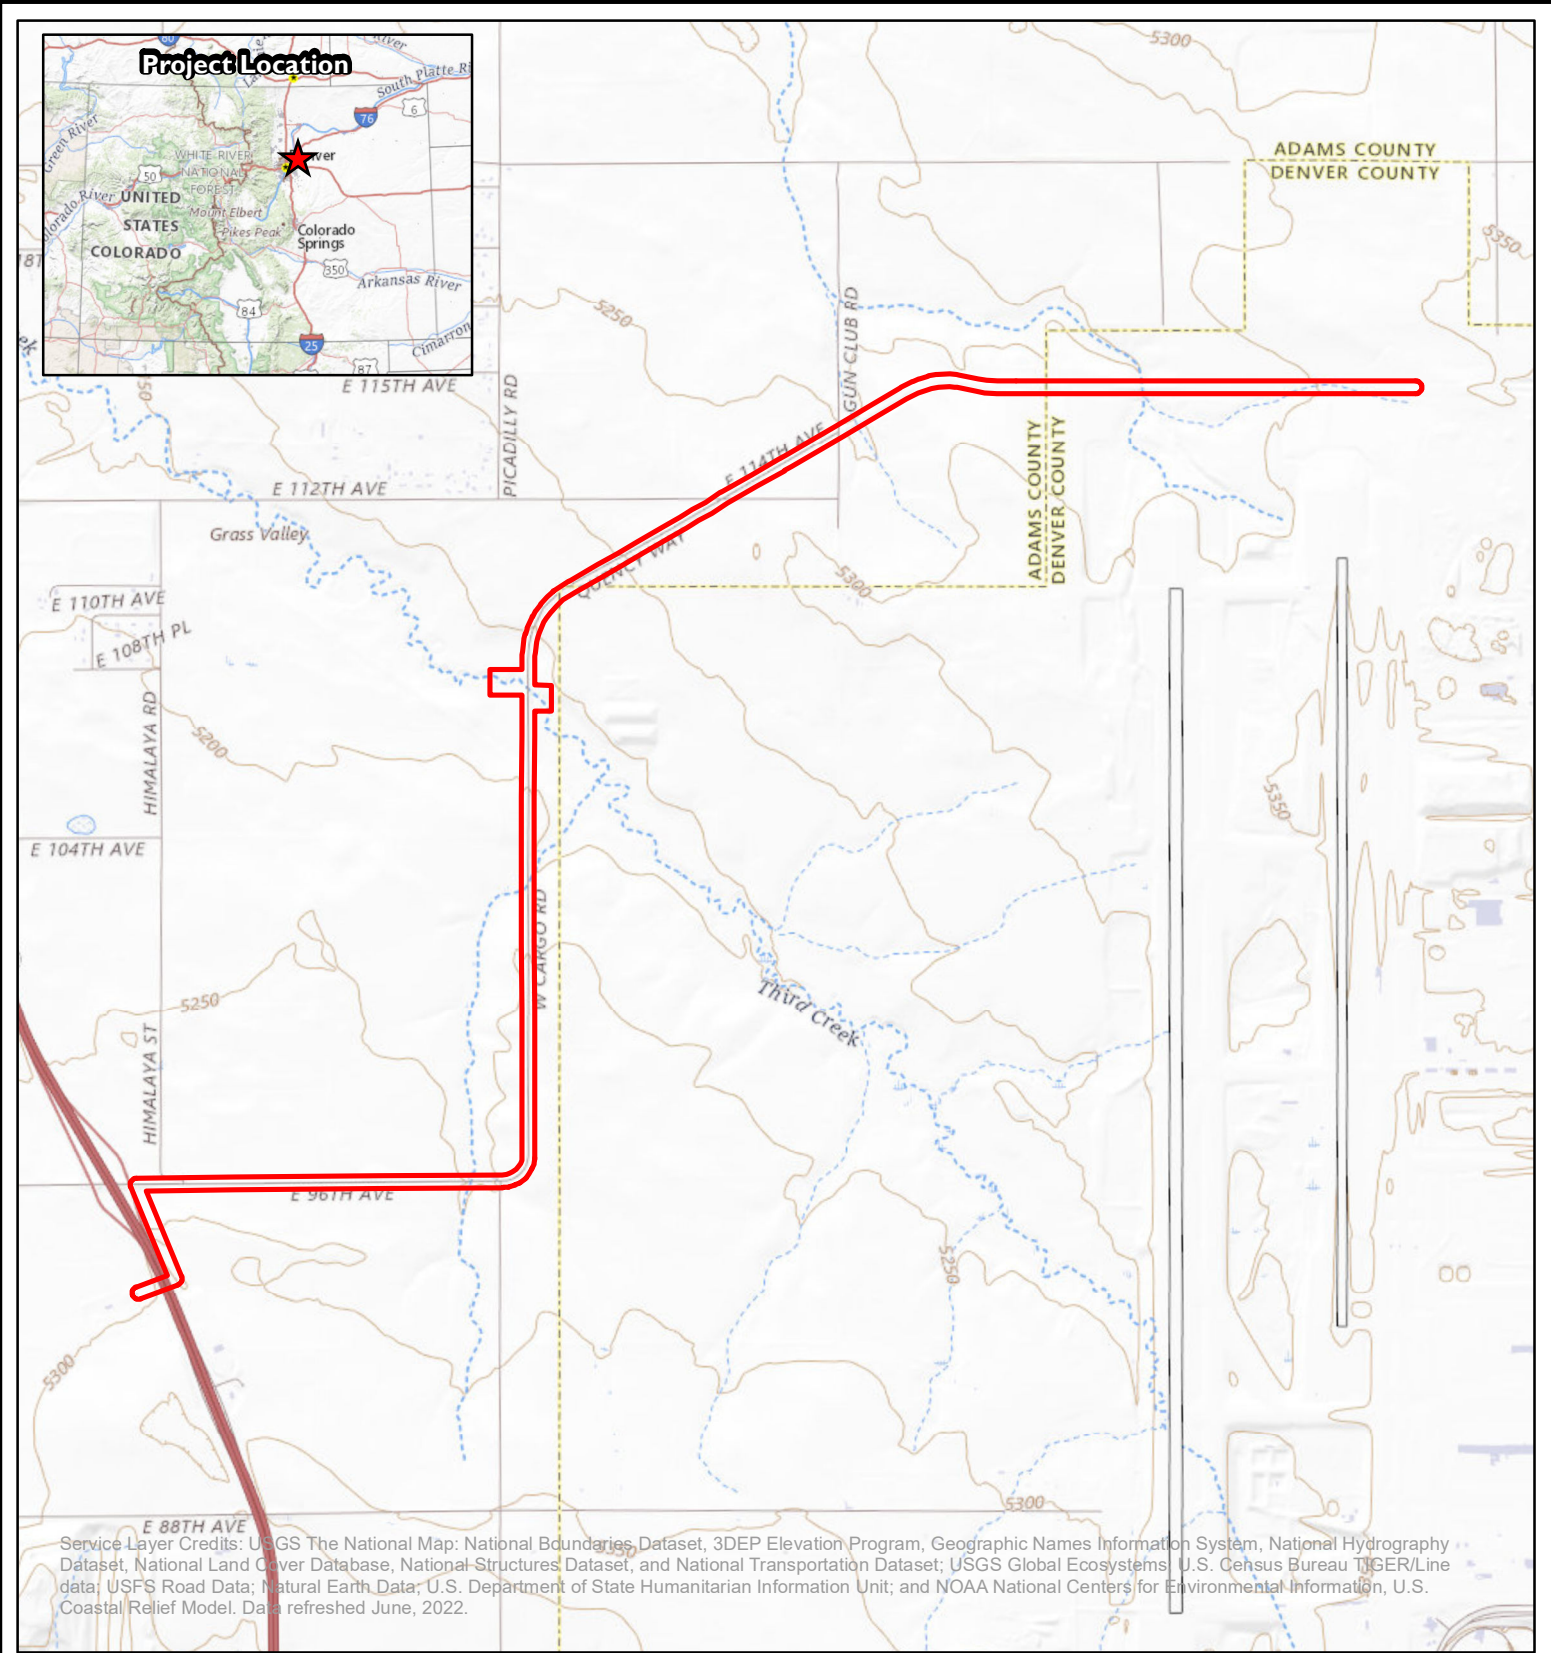 Project Location
River
South Platte Ri
80
76
6
Green River
WHITE RIVER
NATIONAL
FOREST
50
UNITED
STATES
COLORADO
Mount Elbert
Pikes Peak
Colorado
Springs
350
Arkansas River
84
25
Cimarron
87
5300
ADAMS COUNTY
DENVER COUNTY
5350
5250
GUN CLUB RD
E 115TH AVE
PICADILLY RD
E 114TH AVE
E 112TH AVE
ADAMS COUNTY
DENVER COUNTY
Grass Valley
QUENCY WAY
5300
E 110TH AVE
E 108TH PL
HIMALAYA RD
5200
5350
E 104TH AVE
W CARGO RD
Third Creek
5250
HIMALAYA ST
E 96TH AVE
5250
5300
5300
E 88TH AVE
5350
Service Layer Credits: USGS The National Map: National Boundaries Dataset, 3DEP Elevation Program, Geographic Names Information System, National Hydrography
Dataset, National Land Cover Database, National Structures Dataset, and National Transportation Dataset; USGS Global Ecosystems; U.S. Census Bureau TIGER/Line
data; USFS Road Data; Natural Earth Data; U.S. Department of State Humanitarian Information Unit; and NOAA National Centers for Environmental Information, U.S.
Coastal Relief Model. Data refreshed June, 2022.